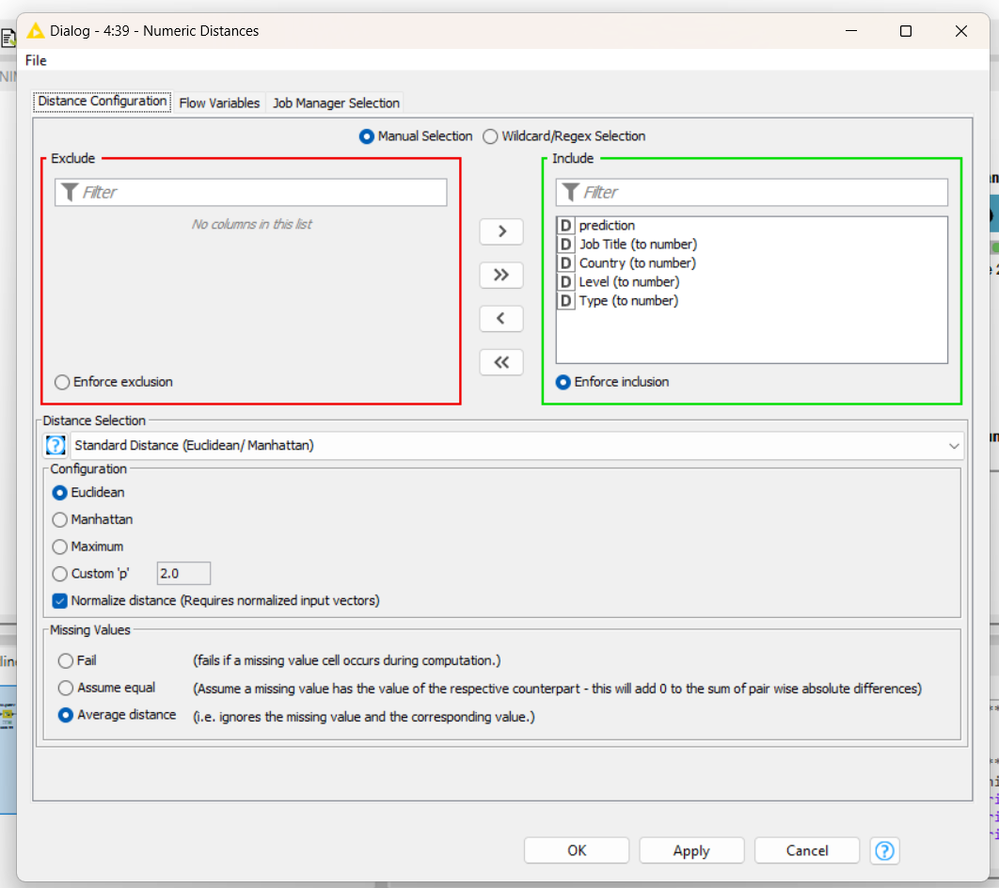 Dialog - 4:39 - Numeric Distances
File
Distance Configuration Flow Variables Job Manager Selection
Manual Selection Wildcard/Regex Selection
Exclude
Filter
No columns in this list
Enforce exclusion
Include
Filter
D prediction
D Job Title (to number)
D Country (to number)
D Level (to number)
D Type (to number)
Enforce inclusion
Distance Selection
Standard Distance (Euclidean/ Manhattan)
Configuration
Euclidean
Manhattan
Maximum
Custom 'p' 2.0
Normalize distance (Requires normalized input vectors)
Missing Values
Fail (fails if a missing value cell occurs during computation.)
Assume equal (Assume a missing value has the value of the respective counterpart - this will add 0 to the sum of pair wise absolute differences)
Average distance (i.e. ignores the missing value and the corresponding value.)
OK Apply Cancel